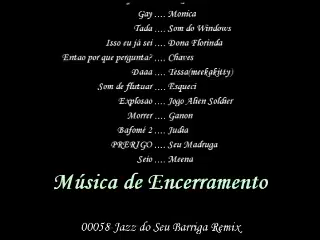 Gay .... Monica
Tada .... Som do Windows
Isso eu já sei .... Dona Florinda
Entao por que pergunta? .... Chaves
Daaa .... Tessa(meekgkitty)
Som de flutuar .... Esqueci
Explosao .... Jogo Alien Soldier
Morrer .... Ganon
Bafomé 2 .... Judia
PRERIGO .... Seu Madruga
Seio .... Meena
Música de Encerramento
00058 Jazz do Seu Barriga Remix